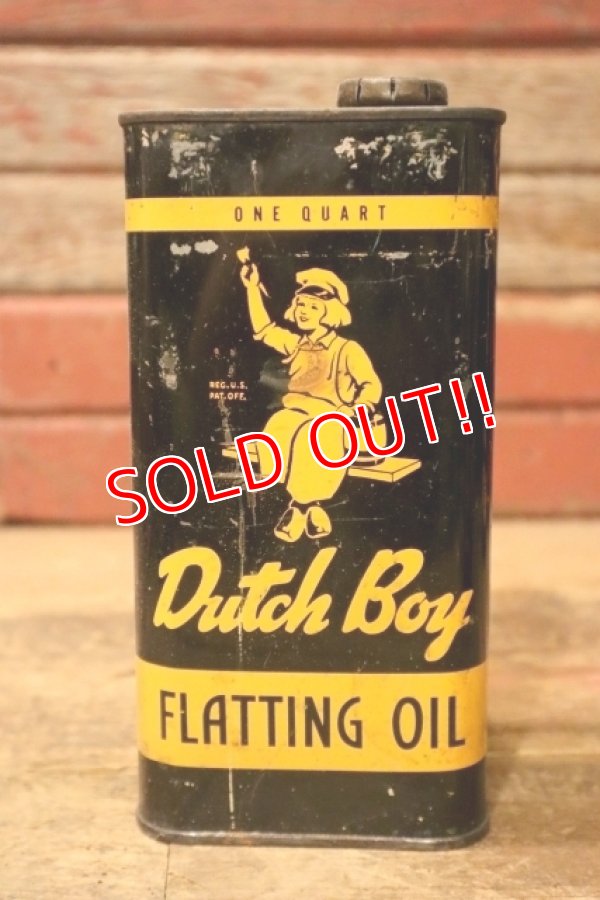 ONE QUART
REG. U.S.
PAT. OFF.
SOLD OUT!!
Dutch Boy
FLATTING OIL